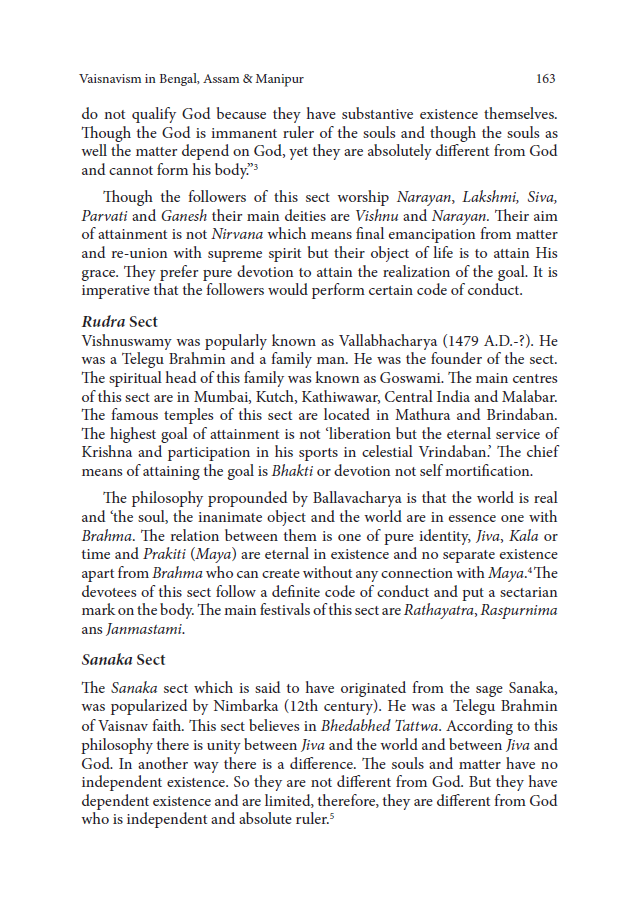 Vaisnavism in Bengal, Assam & Manipur 163
do not qualify God because they have substantive existence themselves.
Though the God is immanent ruler of the souls and though the souls as
well the matter depend on God, yet they are absolutely different from God
and cannot form his body.”³
Though the followers of this sect worship Narayan, Lakshmi, Siva,
Parvati and Ganesh their main deities are Vishnu and Narayan. Their aim
of attainment is not Nirvana which means final emancipation from matter
and re-union with supreme spirit but their object of life is to attain His
grace. They prefer pure devotion to attain the realization of the goal. It is
imperative that the followers would perform certain code of conduct.
Rudra Sect
Vishnuswamy was popularly known as Vallabhacharya (1479 A.D.-?). He
was a Telegu Brahmin and a family man. He was the founder of the sect.
The spiritual head of this family was known as Goswami. The main centres
of this sect are in Mumbai, Kutch, Kathiwawar, Central India and Malabar.
The famous temples of this sect are located in Mathura and Brindaban.
The highest goal of attainment is not ‘liberation but the eternal service of
Krishna and participation in his sports in celestial Vrindaban.’ The chief
means of attaining the goal is Bhakti or devotion not self mortification.
The philosophy propounded by Ballavacharya is that the world is real
and ‘the soul, the inanimate object and the world are in essence one with
Brahma. The relation between them is one of pure identity, Jiva, Kala or
time and Prakiti (Maya) are eternal in existence and no separate existence
apart from Brahma who can create without any connection with Maya.⁴ The
devotees of this sect follow a definite code of conduct and put a sectarian
mark on the body. The main festivals of this sect are Rathayatra, Raspurnima
ans Janmastami.
Sanaka Sect
The Sanaka sect which is said to have originated from the sage Sanaka,
was popularized by Nimbarka (12th century). He was a Telegu Brahmin
of Vaisnav faith. This sect believes in Bhedabhed Tattwa. According to this
philosophy there is unity between Jiva and the world and between Jiva and
God. In another way there is a difference. The souls and matter have no
independent existence. So they are not different from God. But they have
dependent existence and are limited, therefore, they are different from God
who is independent and absolute ruler.⁵